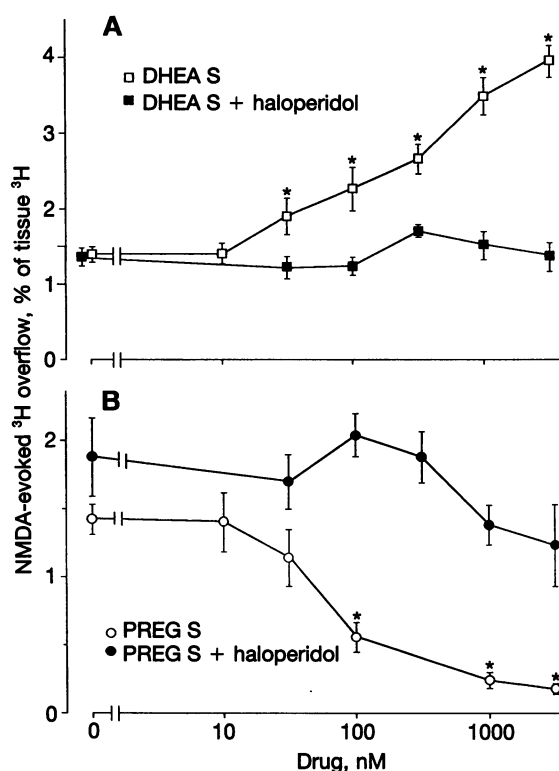 A
DHEA S
DHEA S + haloperidol
4
3
2
1
0
*
*
*
*
*
NMDA-evoked ³H overflow, % of tissue ³H
B
2
1
0
PREG S
PREG S + haloperidol
*
*
*
0 10 100 1000
Drug, nM